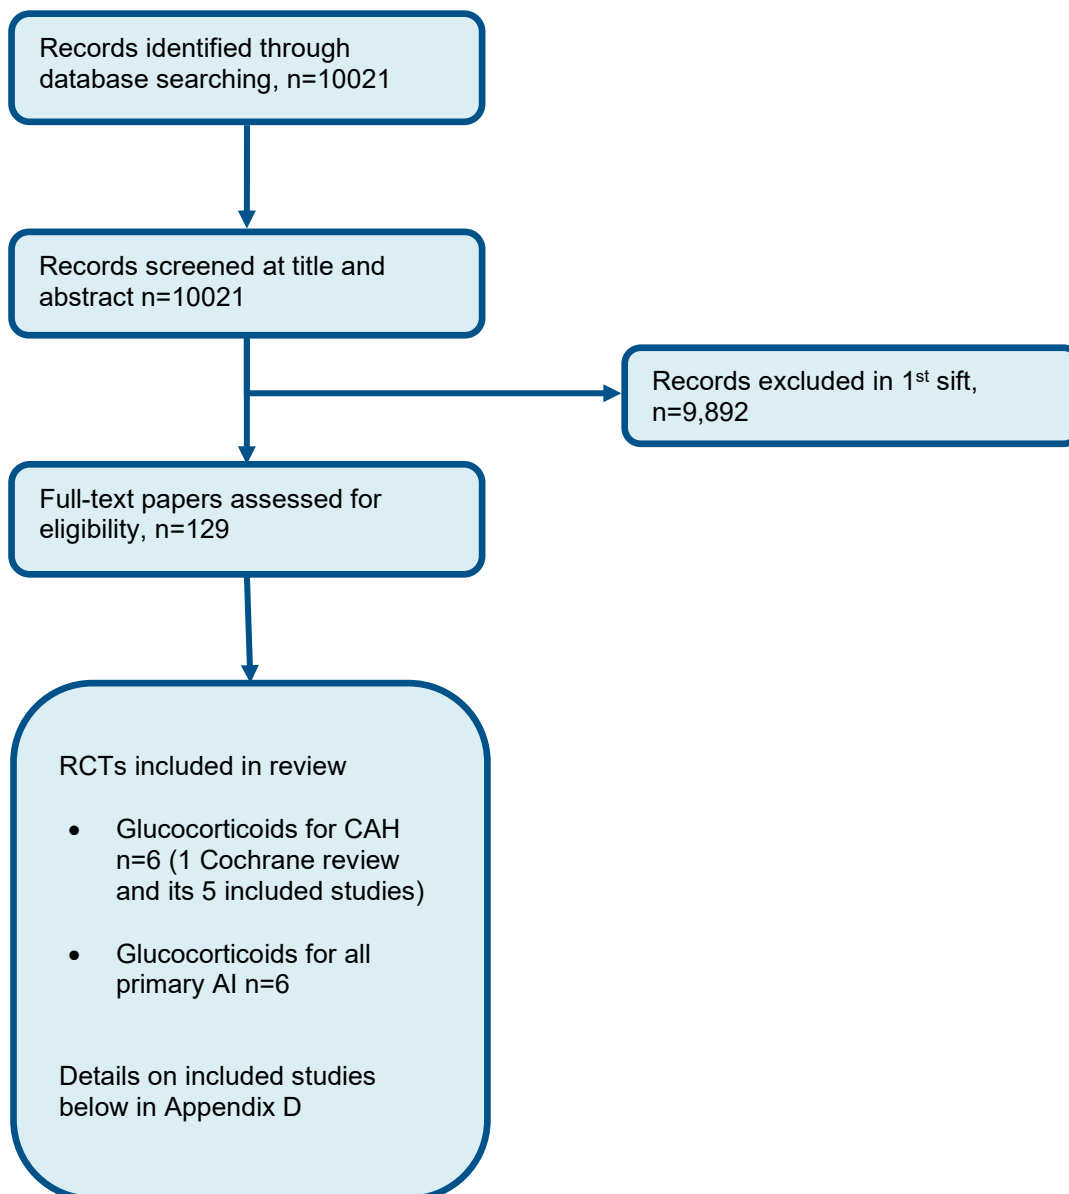 Records identified through
database searching, n=10021
Records screened at title and
abstract n=10021
Records excluded in 1st sift,
n=9,892
Full-text papers assessed for
eligibility, n=129
RCTs included in review
• Glucocorticoids for CAH
n=6 (1 Cochrane review
and its 5 included studies)
• Glucocorticoids for all
primary AI n=6
Details on included studies
below in Appendix D